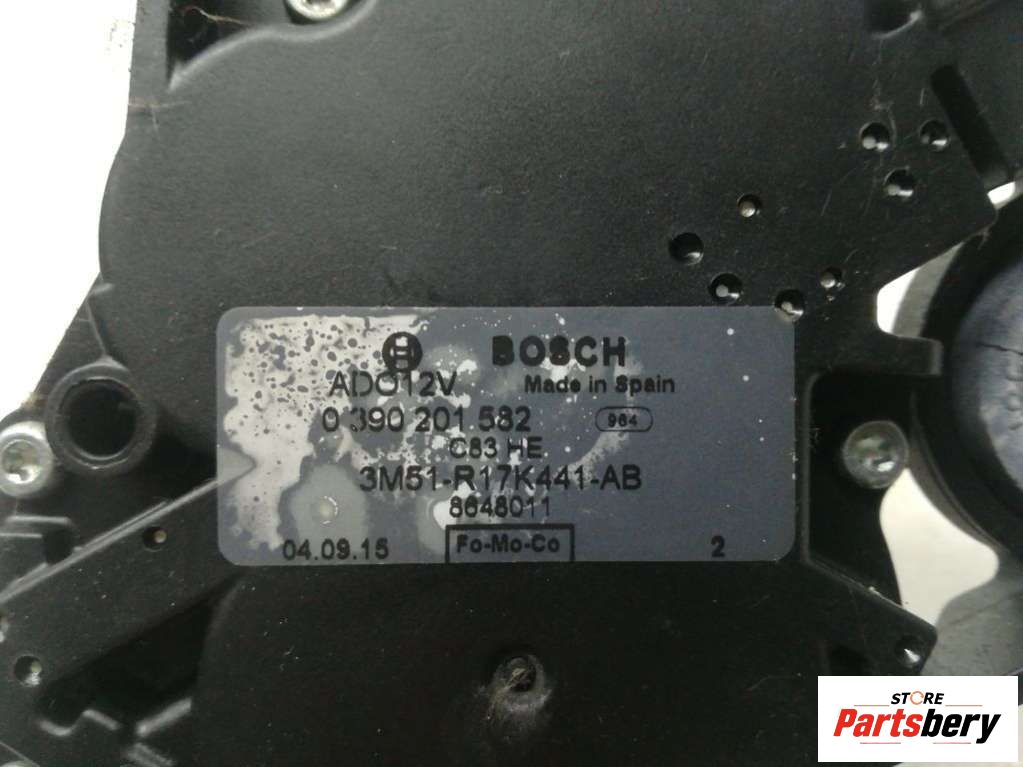 BOSCH
ADO12V Made in Spain
0 390 201 582 964
C83 HE
3M51-R17K441-AB
8648011
04.09.15 Fo-Mo-Co 2
STORE
Partsbery